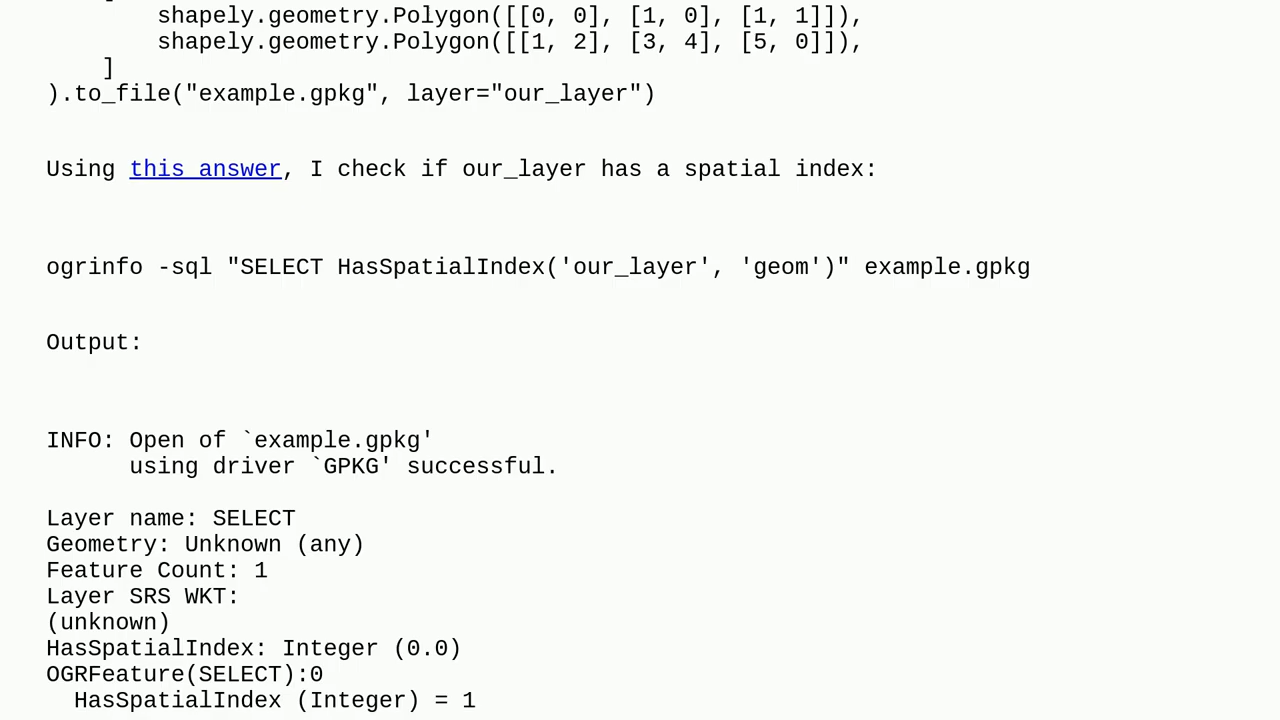 shapely.geometry.Polygon([[0, 0], [1, 0], [1, 1]]),
shapely.geometry.Polygon([[1, 2], [3, 4], [5, 0]]),
]
).to_file("example.gpkg", layer="our_layer")
Using this answer, I check if our_layer has a spatial index:
ogrinfo -sql "SELECT HasSpatialIndex('our_layer', 'geom')" example.gpkg
Output:
INFO: Open of `example.gpkg'
using driver `GPKG' successful.
Layer name: SELECT
Geometry: Unknown (any)
Feature Count: 1
Layer SRS WKT:
(unknown)
HasSpatialIndex: Integer (0.0)
OGRFeature(SELECT):0
HasSpatialIndex (Integer) = 1